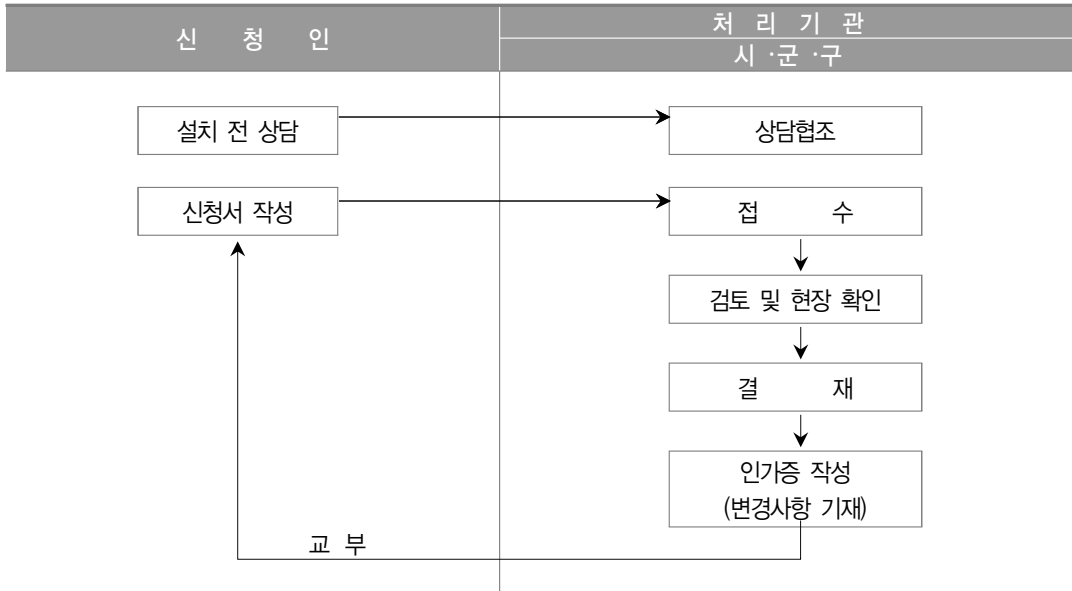 신 청 인
처 리 기 관
시 ·군 ·구
설치 전 상담
상담협조
신청서 작성
접 수
검토 및 현장 확인
결 재
인가증 작성
(변경사항 기재)
교 부